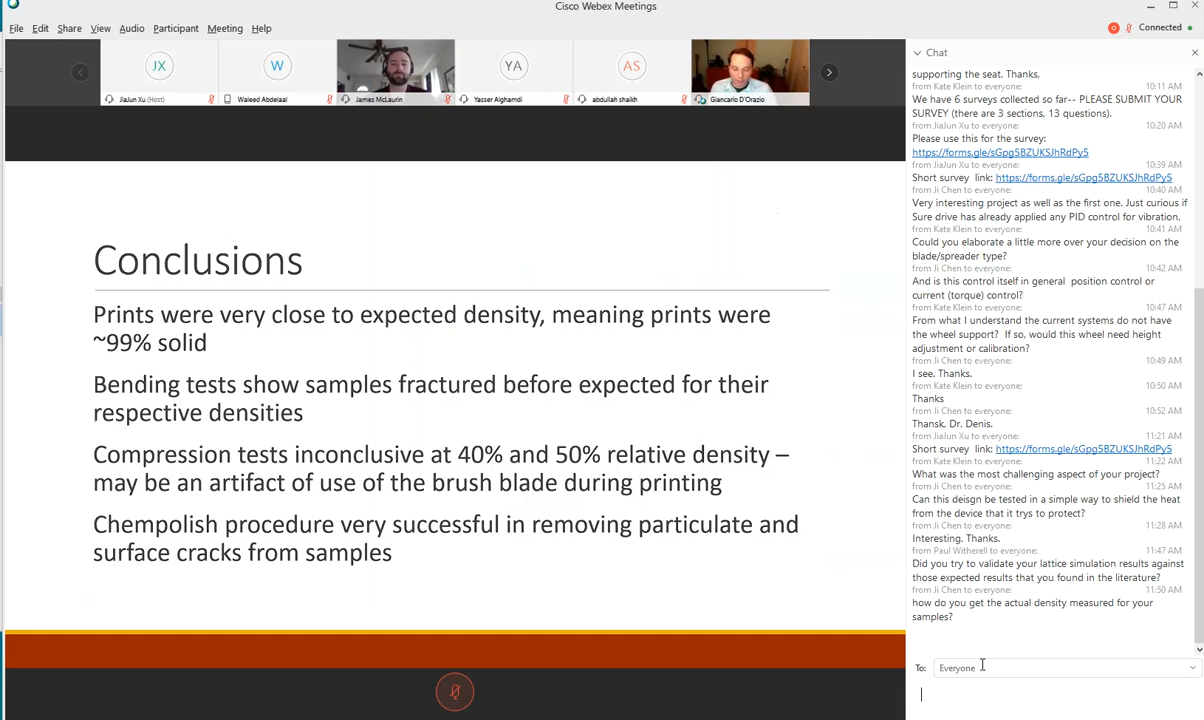 Cisco Webex Meetings
File Edit Share View Audio Participant Meeting Help
Connected
JX
W
YA
AS
JiaJun Xu (Host)
Waleed Abdelaal
James McLaurin
Yasser Alghamdi
abdullah shaikh
Giancarlo D'Orazio
Conclusions
Prints were very close to expected density, meaning prints were
~99% solid
Bending tests show samples fractured before expected for their
respective densities
Compression tests inconclusive at 40% and 50% relative density –
may be an artifact of use of the brush blade during printing
Chempolish procedure very successful in removing particulate and
surface cracks from samples
Chat
supporting the seat. Thanks.
from Kate Klein to everyone: 10:11 AM
We have 6 surveys collected so far-- PLEASE SUBMIT YOUR
SURVEY (there are 3 sections, 13 questions).
from JiaJun Xu to everyone: 10:20 AM
Please use this for the survey:
https://forms.gle/sGpg5BZUKSJhRdPy5
from JiaJun Xu to everyone: 10:39 AM
Short survey link: https://forms.gle/sGpg5BZUKSJhRdPy5
from Ji Chen to everyone: 10:40 AM
Very interesting project as well as the first one. Just curious if
Sure drive has already applied any PID control for vibration.
from Kate Klein to everyone: 10:41 AM
Could you elaborate a little more over your decision on the
blade/spreader type?
from Ji Chen to everyone: 10:42 AM
And is this control itself in general position control or
current (torque) control?
from Kate Klein to everyone: 10:47 AM
From what I understand the current systems do not have
the wheel support? If so, would this wheel need height
adjustment or calibration?
from Ji Chen to everyone: 10:49 AM
I see. Thanks.
from Kate Klein to everyone: 10:50 AM
Thanks
from Ji Chen to everyone: 10:52 AM
Thansk, Dr. Denis.
from JiaJun Xu to everyone: 11:21 AM
Short survey link: https://forms.gle/sGpg5BZUKSJhRdPy5
from Kate Klein to everyone: 11:22 AM
What was the most challenging aspect of your project?
from Ji Chen to everyone: 11:25 AM
Can this deisgn be tested in a simple way to shield the heat
from the device that it trys to protect?
from Ji Chen to everyone: 11:28 AM
Interesting. Thanks.
from Paul Witherell to everyone: 11:47 AM
Did you try to validate your lattice simulation results against
those expected results that you found in the literature?
from Ji Chen to everyone: 11:50 AM
how do you get the actual density measured for your
samples?
To: Everyone